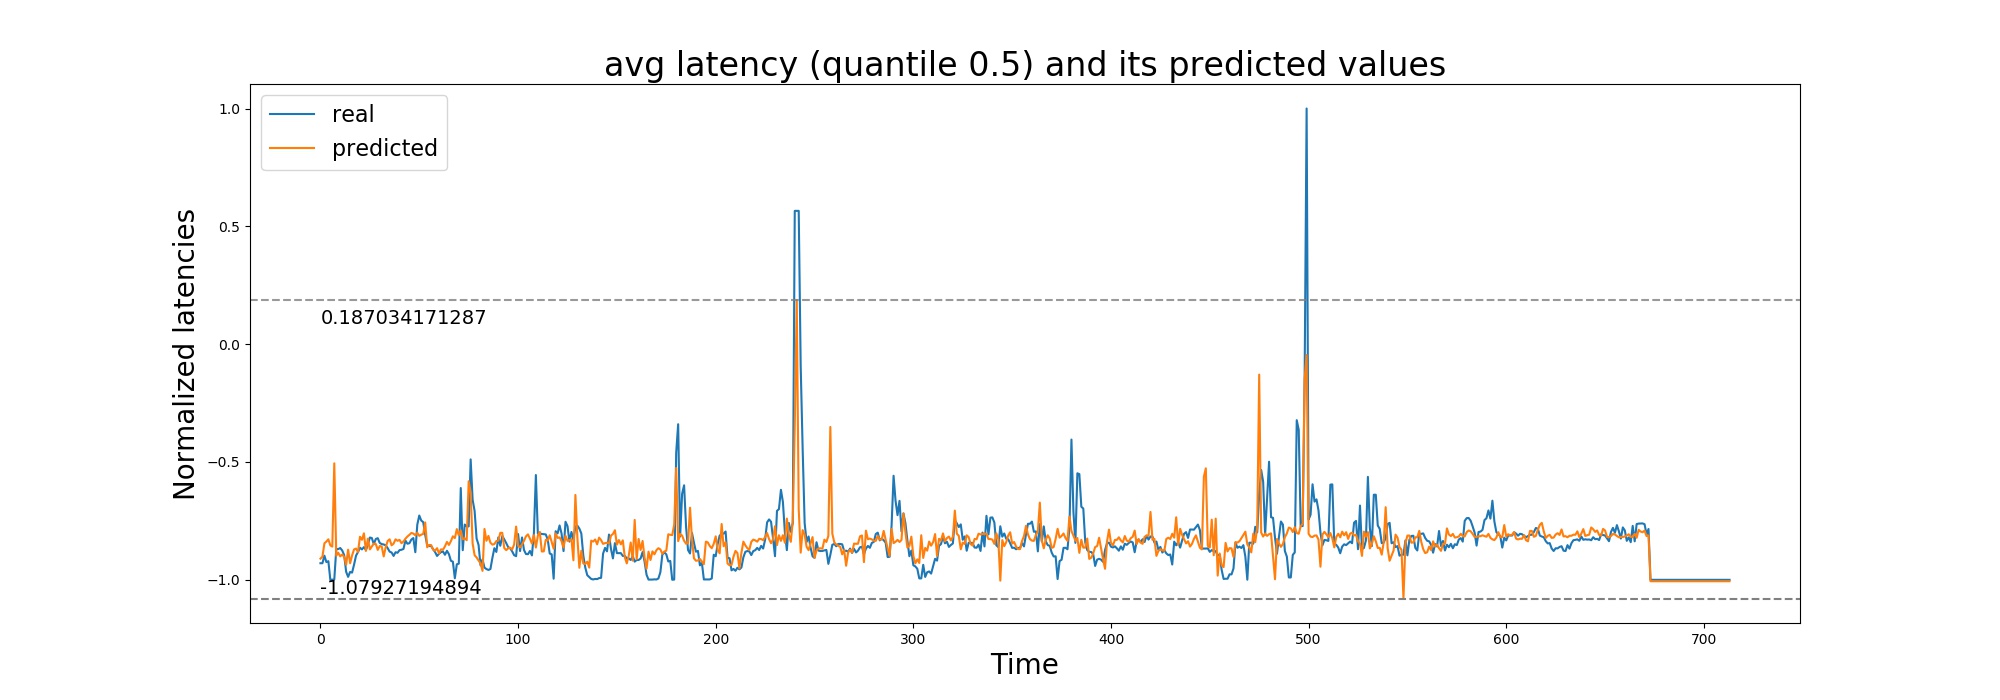 avg latency (quantile 0.5) and its predicted values
real
predicted
Normalized latencies
1.0
0.5
0.0
−0.5
−1.0
0.187034171287
-1.07927194894
0 100 200 300 400 500 600 700
Time